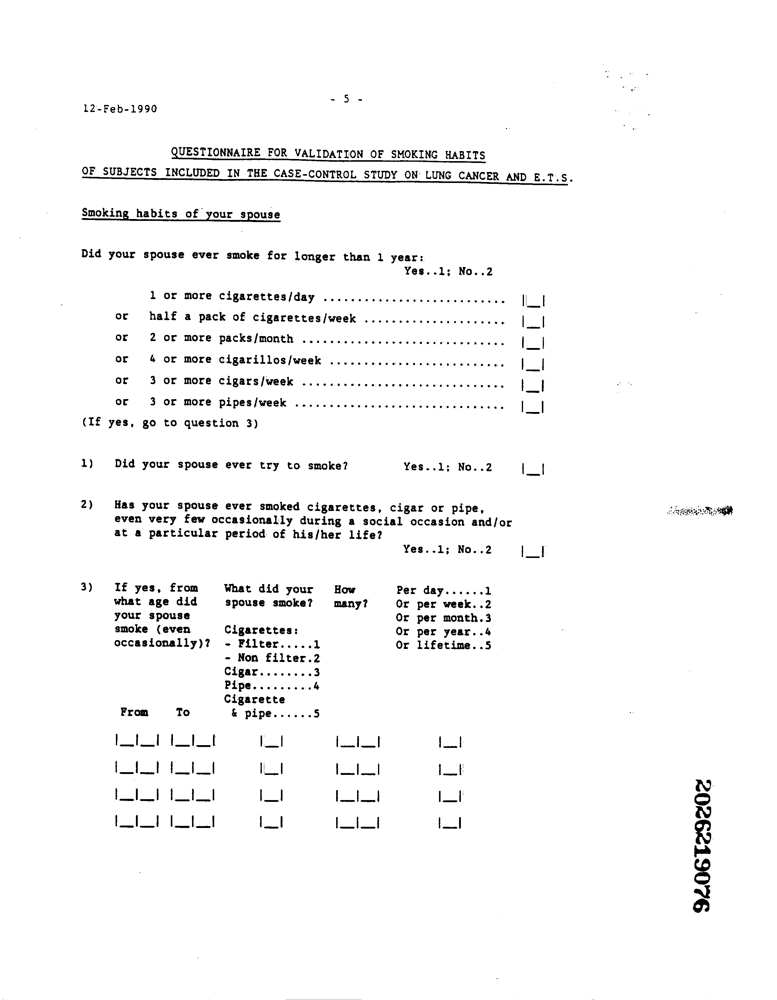 - 5 -
12-Feb-1990
QUESTIONNAIRE FOR VALIDATION OF SMOKING HABITS
OF SUBJECTS INCLUDED IN THE CASE-CONTROL STUDY ON LUNG CANCER AND E.T.S.
Smoking habits of your spouse
Did your spouse ever smoke for longer than 1 year:
Yes..1; No..2
1 or more cigarettes/day ........................... |_|
or half a pack of cigarettes/week ..................... |_|
or 2 or more packs/month .............................. |_|
or 4 or more cigarillos/week .......................... |_|
or 3 or more cigars/week .............................. |_|
or 3 or more pipes/week ............................... |_|
(If yes, go to question 3)
1) Did your spouse ever try to smoke? Yes..1; No..2 |_|
2) Has your spouse ever smoked cigarettes, cigar or pipe,
even very few occasionally during a social occasion and/or
at a particular period of his/her life?
Yes..1; No..2 |_|
3) If yes, from What did your How Per day......1
what age did spouse smoke? many? Or per week..2
your spouse Or per month.3
smoke (even Cigarettes: Or per year..4
occasionally)? - Filter.....1 Or lifetime..5
- Non filter.2
Cigar........3
Pipe.........4
Cigarette
From To & pipe......5
|_|_| |_|_| |_| |_|_| |_|
|_|_| |_|_| |_| |_|_| |_|
|_|_| |_|_| |_| |_|_| |_|
|_|_| |_|_| |_| |_|_| |_|
2026219076